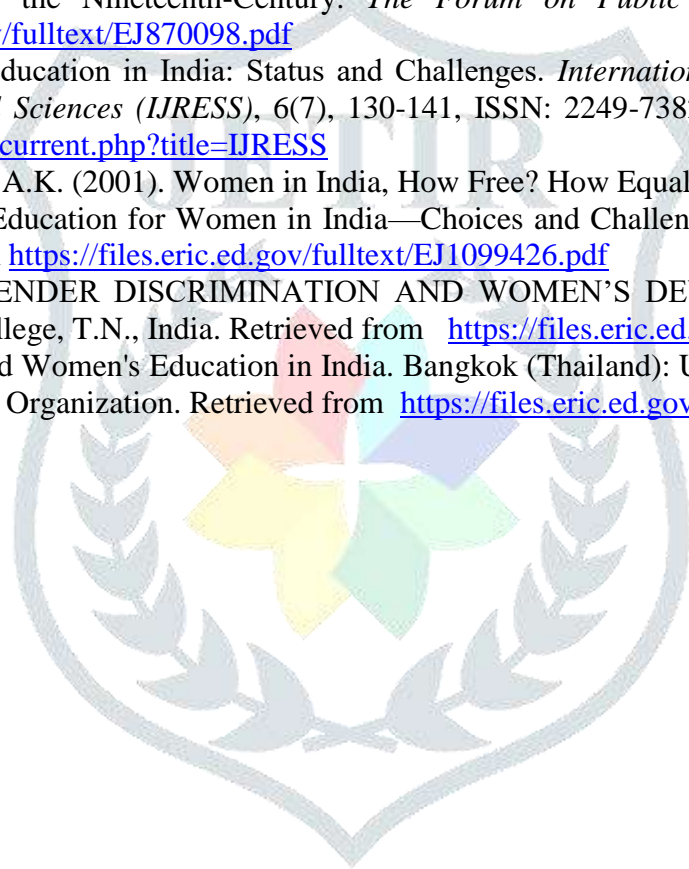 the Nineteenth-Century. The Forum on Public
/fulltext/EJ870098.pdf
ducation in India: Status and Challenges. Internation
l Sciences (IJRESS), 6(7), 130-141, ISSN: 2249-738
current.php?title=IJRESS
A.K. (2001). Women in India, How Free? How Equal
Education for Women in India—Choices and Challen
https://files.eric.ed.gov/fulltext/EJ1099426.pdf
ENDER DISCRIMINATION AND WOMEN’S DE
llege, T.N., India. Retrieved from https://files.eric.ed.
d Women's Education in India. Bangkok (Thailand): U
Organization. Retrieved from https://files.eric.ed.gov
JETIR